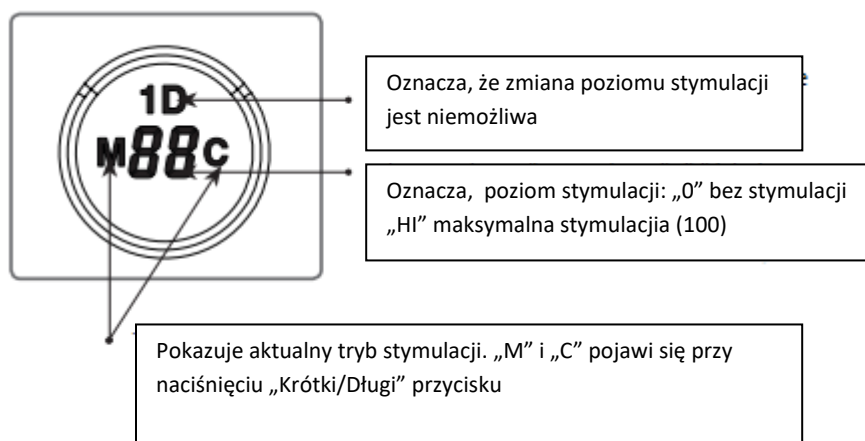 1D
M88C
Oznacza, że zmiana poziomu stymulacji
jest niemożliwa
Oznacza, poziom stymulacji: „0” bez stymulacji
„HI” maksymalna stymulacjia (100)
Pokazuje aktualny tryb stymulacji. „M” i „C” pojawi się przy
naciśnięciu „Krótki/Długi” przycisku